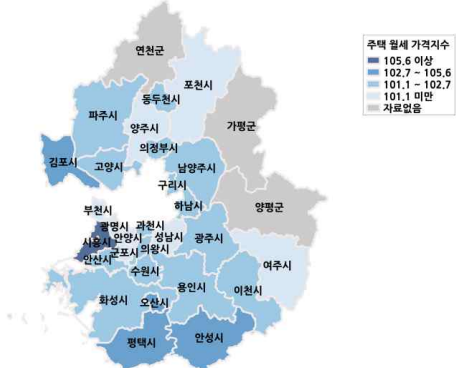 연천군
포천시
동두천시
파주시
양주시
가평군
의정부시
김포시
고양시
남양주시
구리시
양평군
하남시
부천시
광명시
과천시
시흥시
안양시
성남시
광주시
군포시
의왕시
안산시
여주시
수원시
용인시
이천시
화성시
오산시
평택시
안성시
주택 월세 가격지수
105.6 이상
102.7 ~ 105.6
101.1 ~ 102.7
101.1 미만
자료없음